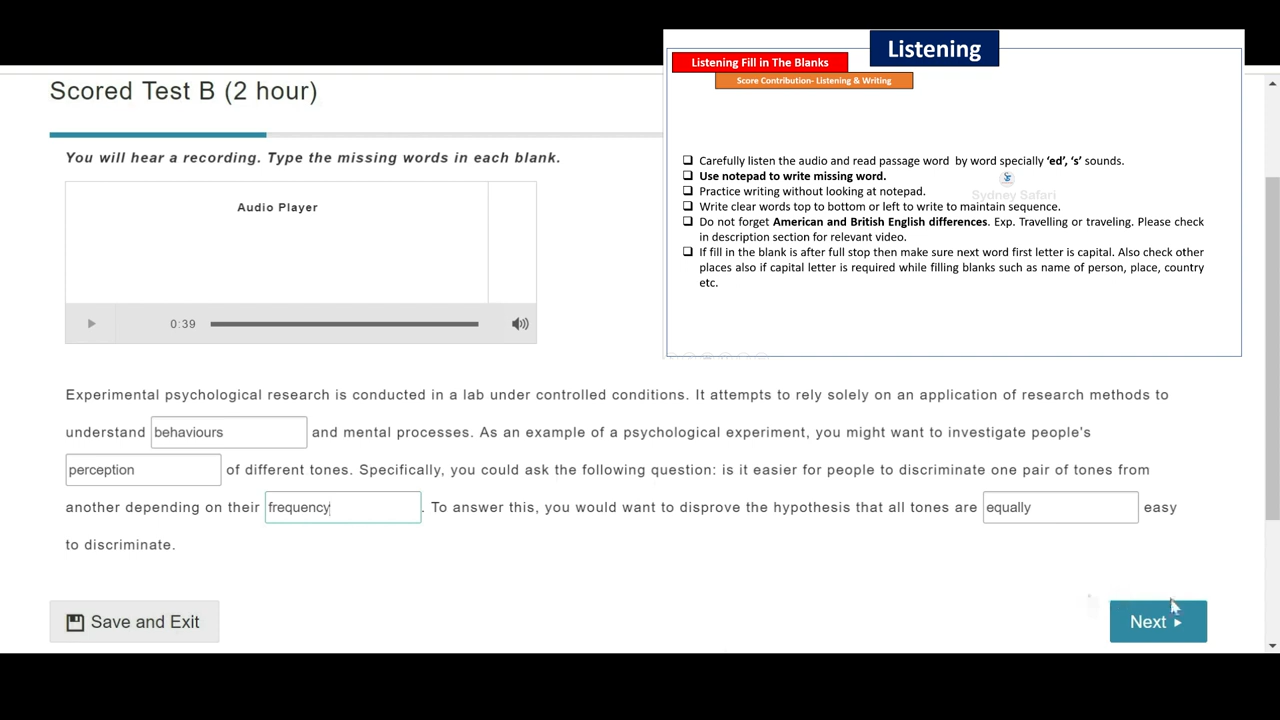 Listening
Listening Fill in The Blanks
Score Contribution- Listening & Writing
Carefully listen the audio and read passage word by word specially ‘ed’, ‘s’ sounds.
Use notepad to write missing word.
Practice writing without looking at notepad.
Sydney Safari
Write clear words top to bottom or left to write to maintain sequence.
Do not forget American and British English differences. Exp. Travelling or traveling. Please check
in description section for relevant video.
If fill in the blank is after full stop then make sure next word first letter is capital. Also check other
places also if capital letter is required while filling blanks such as name of person, place, country
etc.
Scored Test B (2 hour)
You will hear a recording. Type the missing words in each blank.
Audio Player
0:39
Experimental psychological research is conducted in a lab under controlled conditions. It attempts to rely solely on an application of research methods to
understand behaviours and mental processes. As an example of a psychological experiment, you might want to investigate people's
perception of different tones. Specifically, you could ask the following question: is it easier for people to discriminate one pair of tones from
another depending on their frequency. To answer this, you would want to disprove the hypothesis that all tones are equally easy
to discriminate.
Save and Exit
Next